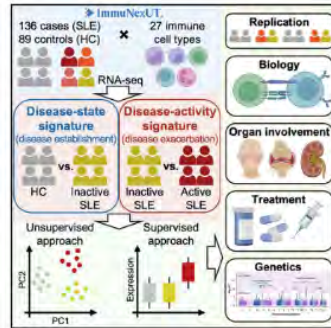 ImmuNexUT
136 cases (SLE)
89 controls (HC)
×
27 immune
cell types
RNA-seq
Disease-state
signature
(disease establishment)
HC
vs.
Inactive
SLE
Disease-activity
signature
(disease exacerbation)
Inactive
SLE
vs.
Active
SLE
Unsupervised
approach
PC2
PC1
Supervised
approach
Expression
Replication
Biology
Organ involvement
Treatment
Genetics